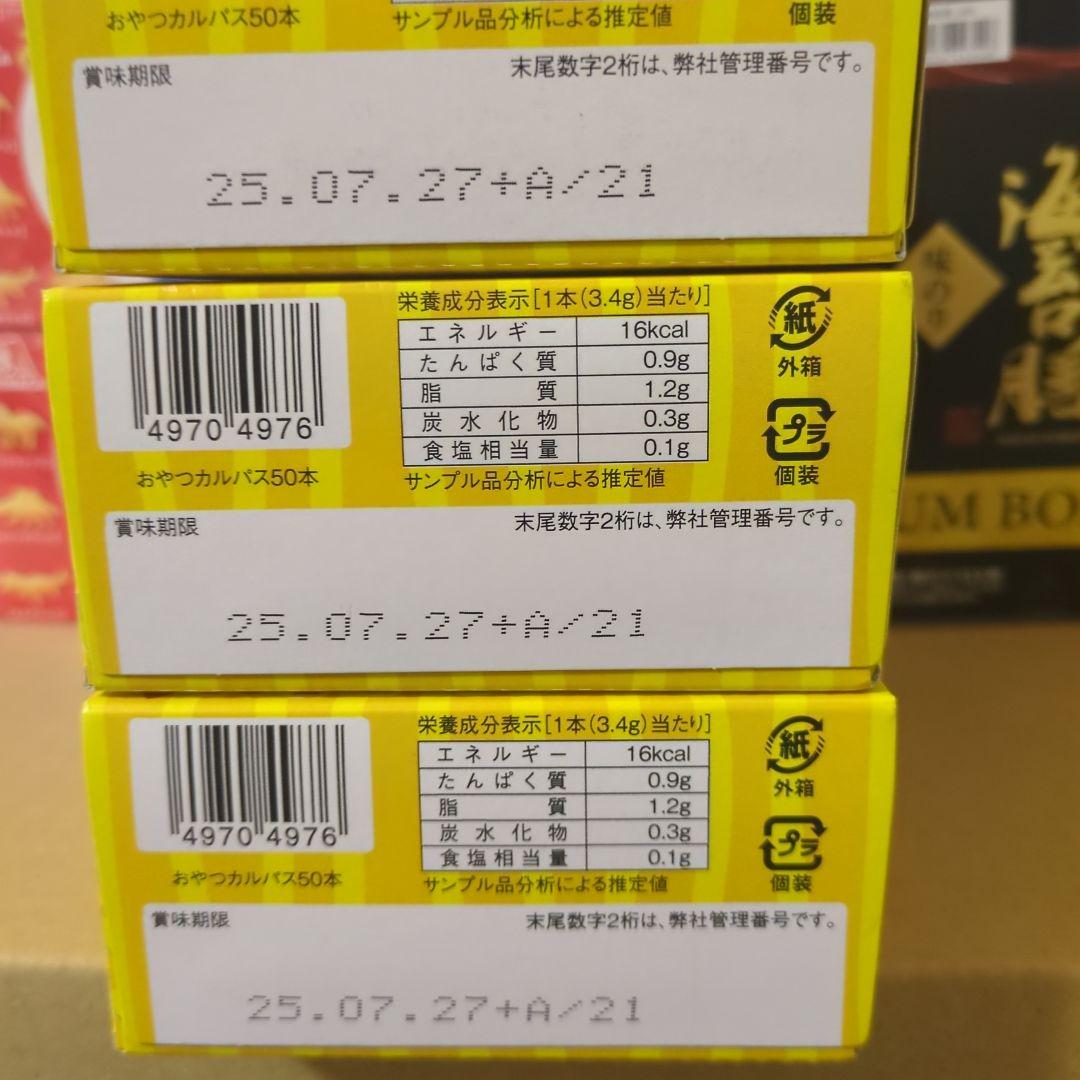 おやつカルパス50本
サンプル品分析による推定値
個装
賞味期限
末尾数字2桁は、弊社管理番号です。
25.07.27+A/21
4970 4976
おやつカルパス50本
栄養成分表示[1本(3.4g)当たり]
エネルギー 16kcal
たんぱく質 0.9g
脂質 1.2g
炭水化物 0.3g
食塩相当量 0.1g
サンプル品分析による推定値
紙
外箱
プラ
個装
賞味期限
末尾数字2桁は、弊社管理番号です。
25.07.27+A/21
4970 4976
おやつカルパス50本
栄養成分表示[1本(3.4g)当たり]
エネルギー 16kcal
たんぱく質 0.9g
脂質 1.2g
炭水化物 0.3g
食塩相当量 0.1g
サンプル品分析による推定値
紙
外箱
プラ
個装
賞味期限
末尾数字2桁は、弊社管理番号です。
25.07.27+A/21
味の
UM BO